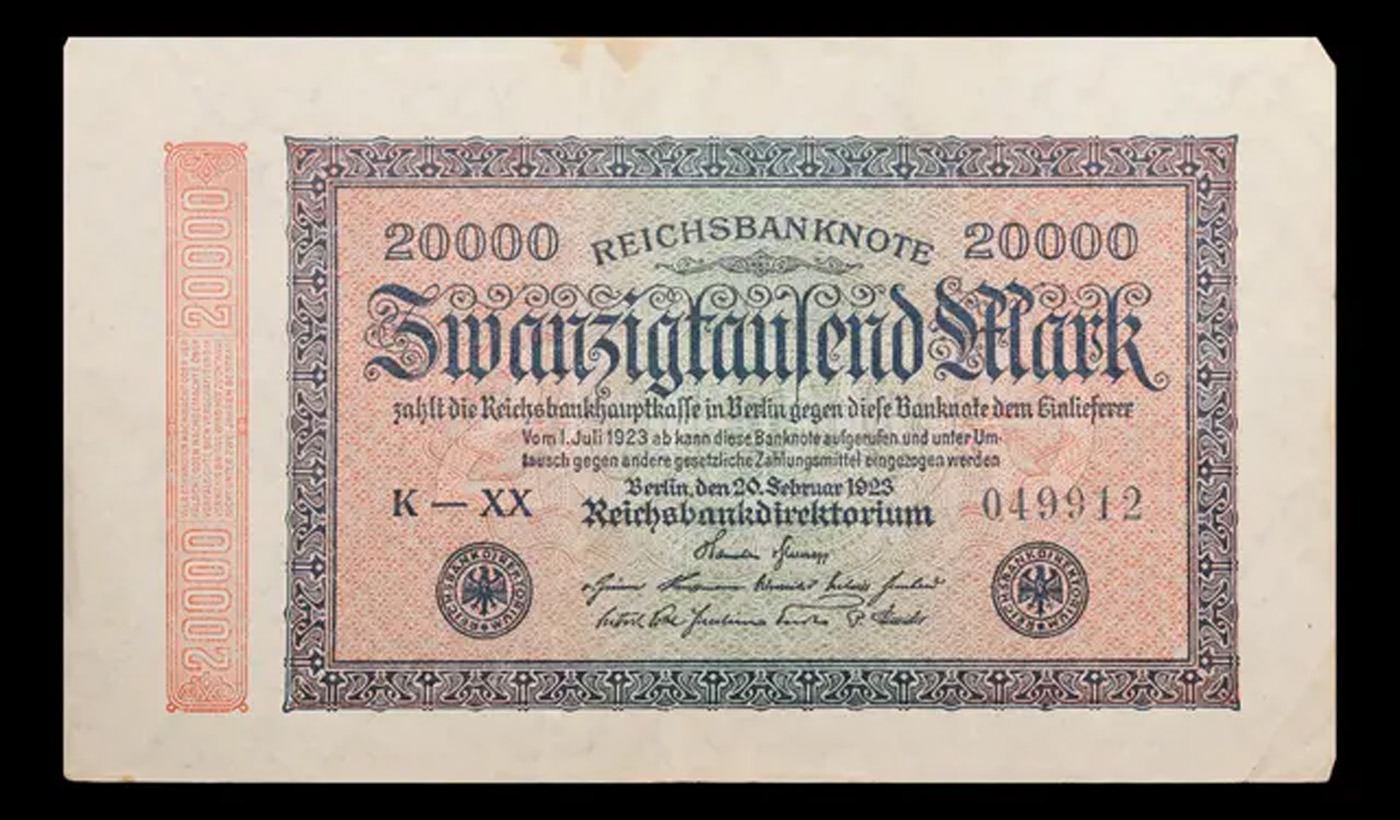 20000 REICHSBANKNOTE 20000
Zwanzigtausend Mark
zahlt die Reichsbankhauptkasse in Berlin gegen diese Banknote dem Einlieferer
Vom 1. Juli 1923 ab kann diese Banknote aufgerufen und unter Um-
tausch gegen andere gesetzliche Zahlungsmittel eingezogen werden
Berlin, den 20. Februar 1923
K — XX Reichsbankdirektorium 049912
REICHSBANKDIREKTORIUM
REICHSBANKDIREKTORIUM
20000
20000